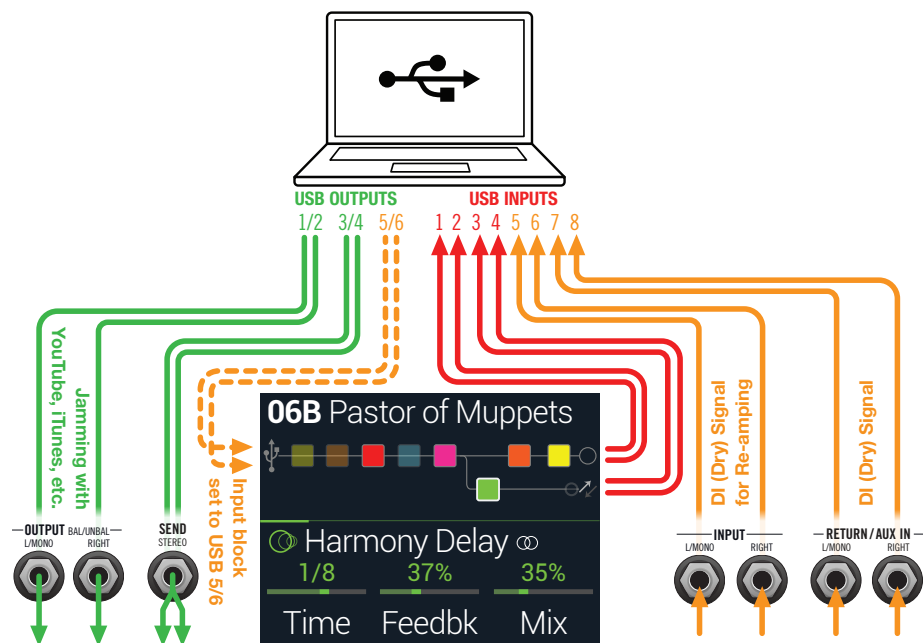 USB OUTPUTS
1/2 3/4 5/6
USB INPUTS
1 2 3 4 5 6 7 8
YouTube, iTunes, etc.
Jamming with
Input block
set to USB 5/6
06B Pastor of Muppets
Harmony Delay
1/8 37% 35%
Time Feedbk Mix
DI (Dry) Signal
for Re-amping
DI (Dry) Signal
OUTPUT BAL/UNBAL
L/MONO RIGHT
SEND
STEREO
INPUT
L/MONO RIGHT
RETURN/AUX IN
L/MONO RIGHT